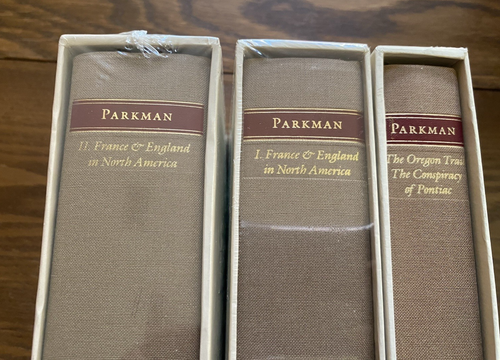 PARKMAN
II. France & England
in North America
PARKMAN
I. France & England
in North America
PARKMAN
The Oregon Trai
The Conspiracy
of Pontiac